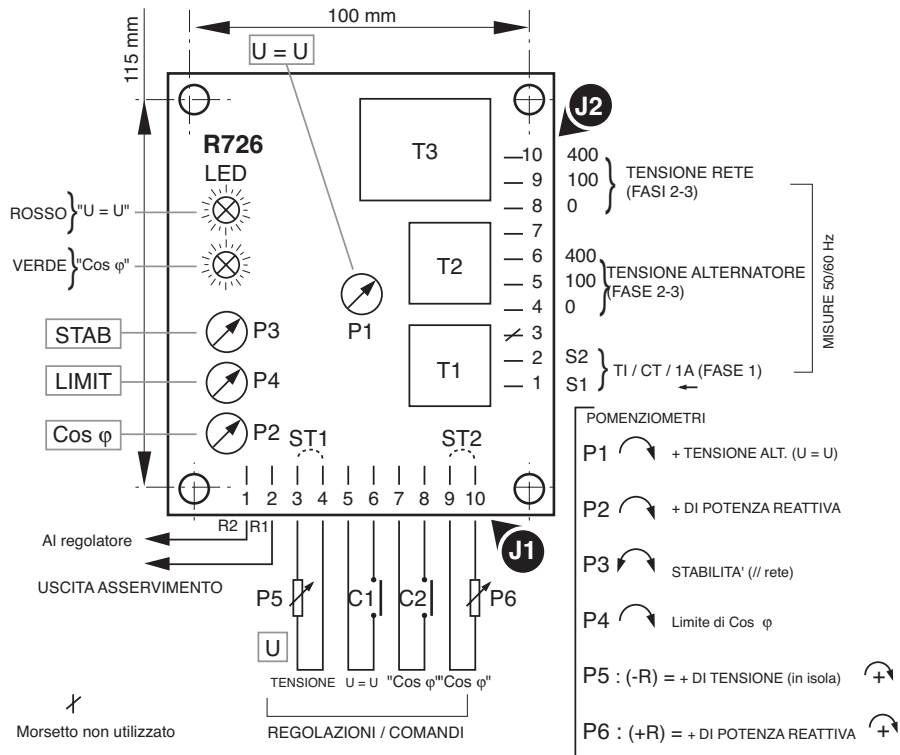 100 mm
115 mm
U = U
J2
R726
LED
T3
10 400
9 100
8 0
TENSIONE RETE
(FASI 2-3)
ROSSO "U = U"
7
VERDE "Cos φ"
T2
6 400
5 100
4 0
TENSIONE ALTERNATORE
(FASE 2-3)
MISURE 50/60 Hz
P1
STAB P3
3
LIMIT P4
T1
2 S2
1 S1
TI / CT / 1A (FASE 1)
Cos φ P2
ST1 ST2
1 2 3 4 5 6 7 8 9 10
R2 R1
J1
Al regolatore
USCITA ASSERVIMENTO
P5 C1 C2 P6
U
TENSIONE U = U "Cos φ" "Cos φ"
REGOLAZIONI / COMANDI
Morsetto non utilizzato
POMENZIOMETRI
P1 + TENSIONE ALT. (U = U)
P2 + DI POTENZA REATTIVA
P3 STABILITA' (// rete)
P4 Limite di Cos φ
P5 : (-R) = + DI TENSIONE (in isola) +
P6 : (+R) = + DI POTENZA REATTIVA +